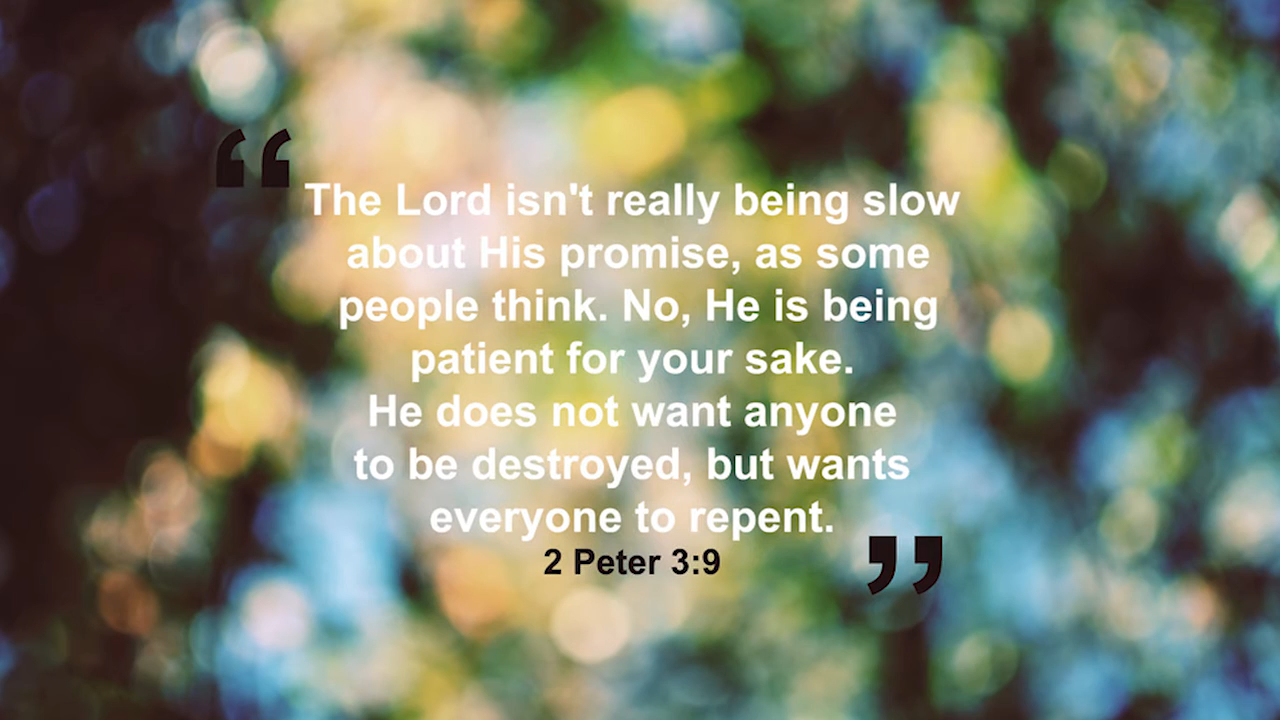 “ The Lord isn't really being slow
about His promise, as some
people think. No, He is being
patient for your sake.
He does not want anyone
to be destroyed, but wants
everyone to repent.
2 Peter 3:9 ”